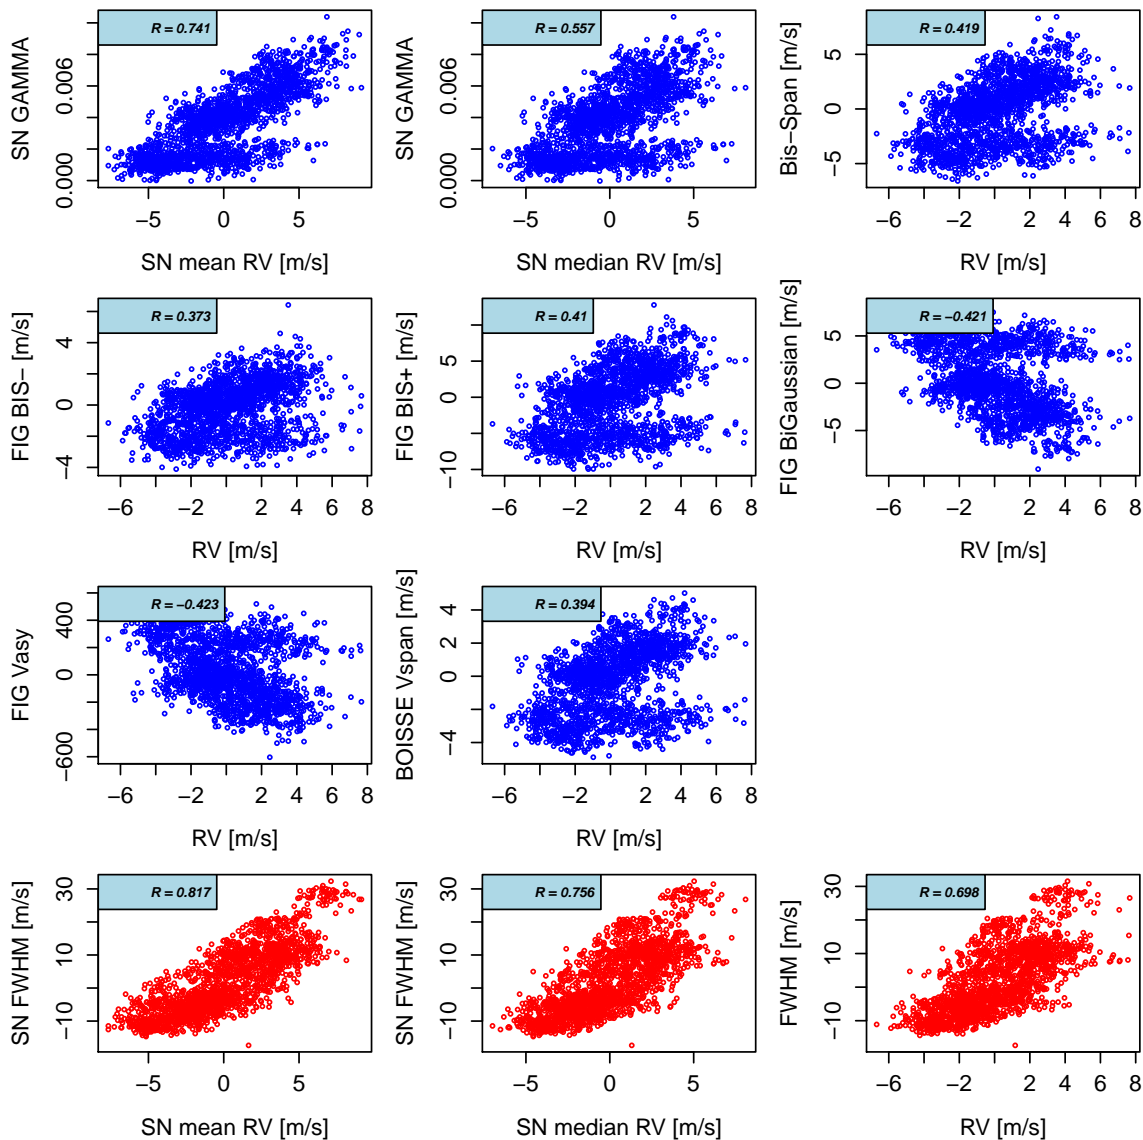 R = 0.741
SN GAMMA
0.000 0.006
−5 0 5
SN mean RV [m/s]
R = 0.557
SN GAMMA
0.000 0.006
−5 0 5
SN median RV [m/s]
R = 0.419
Bis−Span [m/s]
−5 0 5
−6 −2 0 2 4 6 8
RV [m/s]
R = 0.373
FIG BIS− [m/s]
−4 0 4
−6 −2 0 2 4 6 8
RV [m/s]
R = 0.41
FIG BIS+ [m/s]
−10 0 5
−6 −2 0 2 4 6 8
RV [m/s]
R = −0.421
FIG BiGaussian [m/s]
−5 0 5
−6 −2 0 2 4 6 8
RV [m/s]
R = −0.423
FIG Vasy
−600 0 400
−6 −2 0 2 4 6 8
RV [m/s]
R = 0.394
BOISSE Vspan [m/s]
−4 0 2 4
−6 −2 0 2 4 6 8
RV [m/s]
R = 0.817
SN FWHM [m/s]
−10 10 30
−5 0 5
SN mean RV [m/s]
R = 0.756
SN FWHM [m/s]
−10 10 30
−5 0 5
SN median RV [m/s]
R = 0.698
FWHM [m/s]
−10 10 30
−6 −2 0 2 4 6 8
RV [m/s]